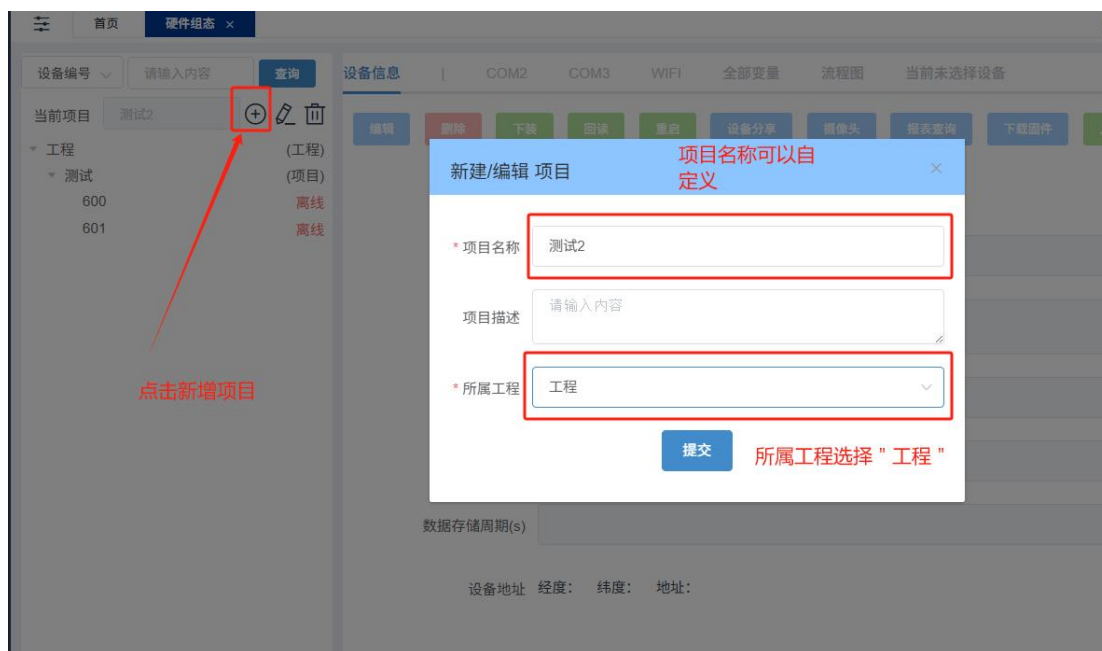 首页 硬件组态 ×
设备编号 请输入内容 查询
设备信息 | COM2 COM3 WIFI 全部变量 流程图 当前未选择设备
当前项目 测试2
编辑 删除 下装 回读 重启 设备分享 摄像头 报表查询 下载固件
工程 (工程)
测试 (项目)
600 离线
601 离线
新建/编辑 项目
项目名称可以自
定义
* 项目名称 测试2
项目描述 请输入内容
* 所属工程 工程
点击新增项目
提交
所属工程选择＂工程＂
数据存储周期(s)
设备地址 经度： 纬度： 地址：